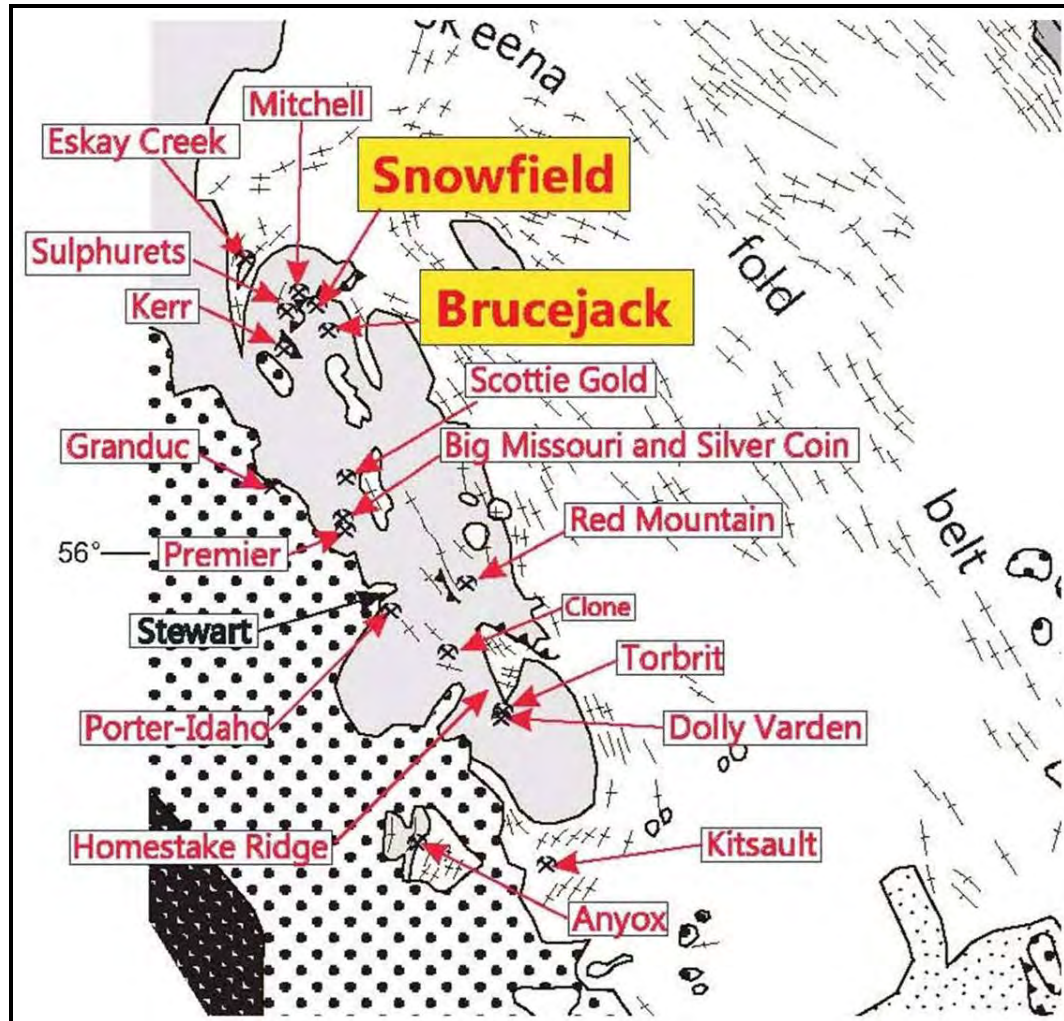 Skeena
Mitchell
Eskay Creek
Snowfield
Sulphurets
fold
Brucejack
Kerr
Scottie Gold
Granduc
Big Missouri and Silver Coin
belt
Red Mountain
56°
Premier
Clone
Stewart
Torbrit
Porter-Idaho
Dolly Varden
Homestake Ridge
Kitsault
Anyox